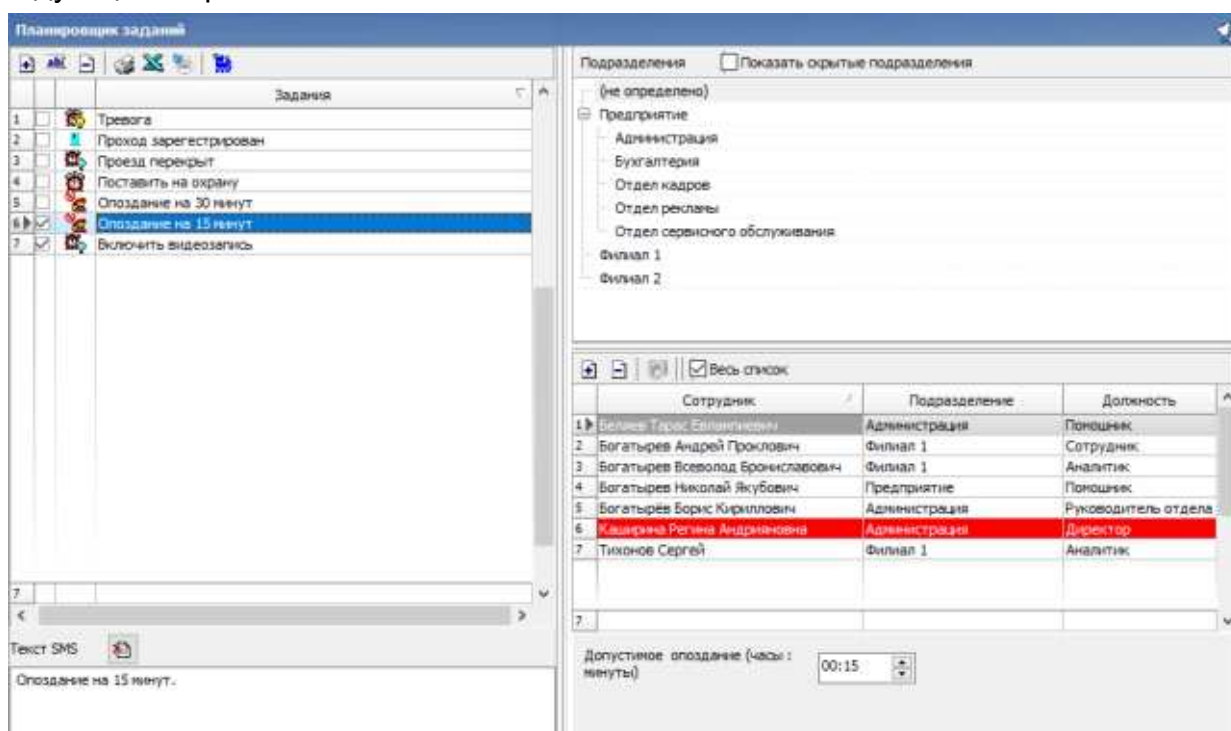 Планировщик заданий
Задания
1 Тревога
2 Проход зарегестрирован
3 Проезд перекрыт
4 Поставить на охрану
5 Опоздание на 30 минут
6 Опоздание на 15 минут
7 Включить видеозапись
7
Текст SMS
Опоздание на 15 минут.
Подразделения Показать скрытые подразделения
(не определено)
Предприятие
Администрация
Бухгалтерия
Отдел кадров
Отдел рекламы
Отдел сервисного обслуживания
Филиал 1
Филиал 2
Весь список
Сотрудник Подразделение Должность
1 Беляев Тарас Евлампиевич Администрация Помощник
2 Богатырев Андрей Проклович Филиал 1 Сотрудник
3 Богатырев Всеволод Брониславович Филиал 1 Аналитик
4 Богатырев Николай Якубович Предприятие Помощник
5 Богатырёв Борис Кириллович Администрация Руководитель отдела
6 Каширина Регина Андрияновна Администрация Директор
7 Тихонов Сергей Филиал 1 Аналитик
7
Допустимое опоздание (часы :
минуты) 00:15